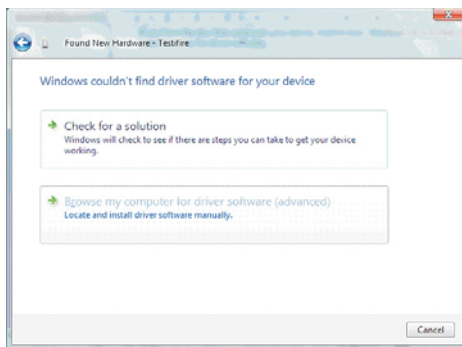 Found New Hardware - Testfire
Windows couldn't find driver software for your device
Check for a solution
Windows will check to see if there are steps you can take to get your device
working.
Browse my computer for driver software (advanced)
Locate and install driver software manually.
Cancel